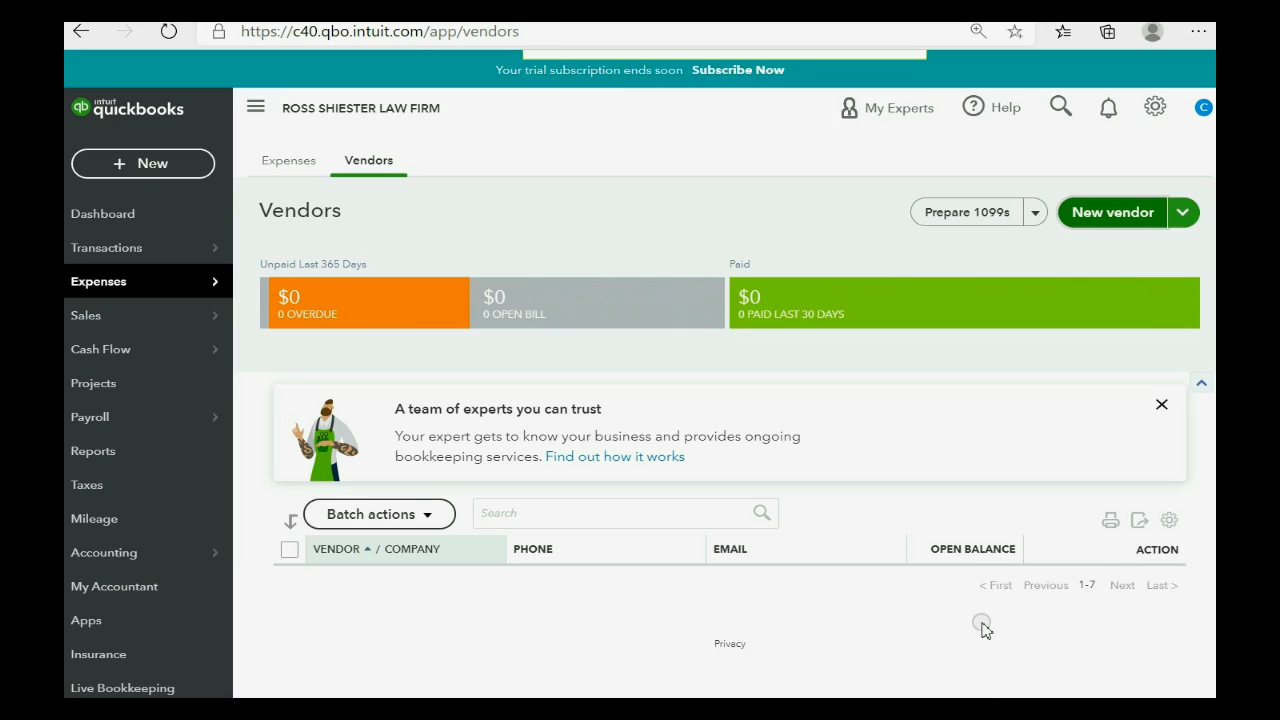 https://c40.qbo.intuit.com/app/vendors
Your trial subscription ends soon Subscribe Now
qb intuit quickbooks
ROSS SHIESTER LAW FIRM
My Experts
Help
C
+ New
Dashboard
Transactions
Expenses
Sales
Cash Flow
Projects
Payroll
Reports
Taxes
Mileage
Accounting
My Accountant
Apps
Insurance
Live Bookkeeping
Expenses Vendors
Vendors
Prepare 1099s
New vendor
Unpaid Last 365 Days
Paid
$0
0 OVERDUE
$0
0 OPEN BILL
$0
0 PAID LAST 30 DAYS
A team of experts you can trust
Your expert gets to know your business and provides ongoing
bookkeeping services. Find out how it works
Batch actions
Search
VENDOR / COMPANY PHONE EMAIL OPEN BALANCE ACTION
< First Previous 1-7 Next Last >
Privacy